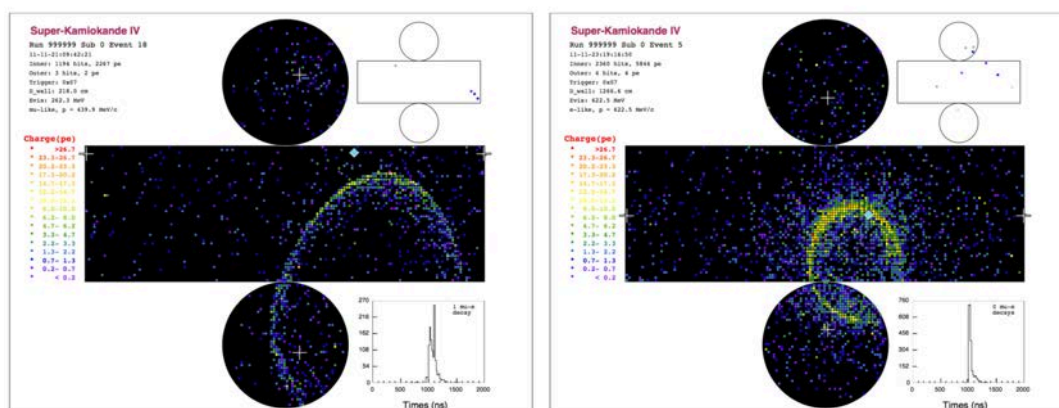 Super-Kamiokande IV
Run 999999 Sub 0 Event 18
11-11-21:09:42:21
Inner: 1196 hits, 2267 pe
Outer: 3 hits, 2 pe
Trigger: 0x07
D_wall: 218.0 cm
Evis: 262.3 MeV
mu-like, p = 439.9 MeV/c
Charge(pe)
>26.7
23.3-26.7
20.2-23.3
17.3-20.2
14.7-17.3
12.2-14.7
10.0-12.2
8.0-10.0
6.2- 8.0
4.7- 6.2
3.3- 4.7
2.2- 3.3
1.3- 2.2
0.7- 1.3
0.2- 0.7
< 0.2
1 mu-e
decay
270
216
162
108
54
0
0 500 1000 1500 2000
Times (ns)
Super-Kamiokande IV
Run 999999 Sub 0 Event 5
11-11-23:19:16:50
Inner: 2360 hits, 5846 pe
Outer: 6 hits, 6 pe
Trigger: 0x07
D_wall: 1266.6 cm
Evis: 622.5 MeV
e-like, p = 622.5 MeV/c
Charge(pe)
>26.7
23.3-26.7
20.2-23.3
17.3-20.2
14.7-17.3
12.2-14.7
10.0-12.2
8.0-10.0
6.2- 8.0
4.7- 6.2
3.3- 4.7
2.2- 3.3
1.3- 2.2
0.7- 1.3
0.2- 0.7
< 0.2
0 mu-e
decays
760
608
456
304
152
0
0 500 1000 1500 2000
Times (ns)